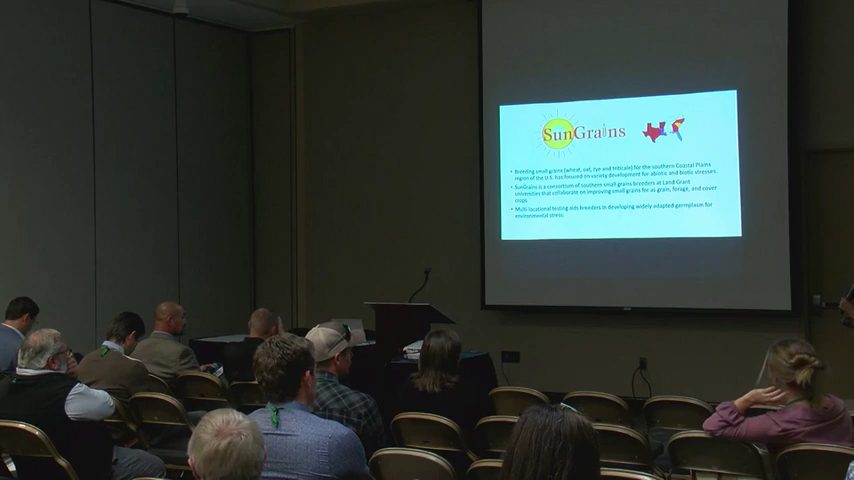 SunGrains
• Breeding small grains (wheat, oat, rye and triticale) for the southern Coastal Plains
region of the U.S. has focused on variety development for abiotic and biotic stresses.
• SunGrains is a consortium of southern small grains breeders at Land Grant
universities that collaborate on improving small grains for as grain, forage, and cover
crops.
• Multi locational testing aids breeders in developing widely adapted germplasm for
environmental stress.